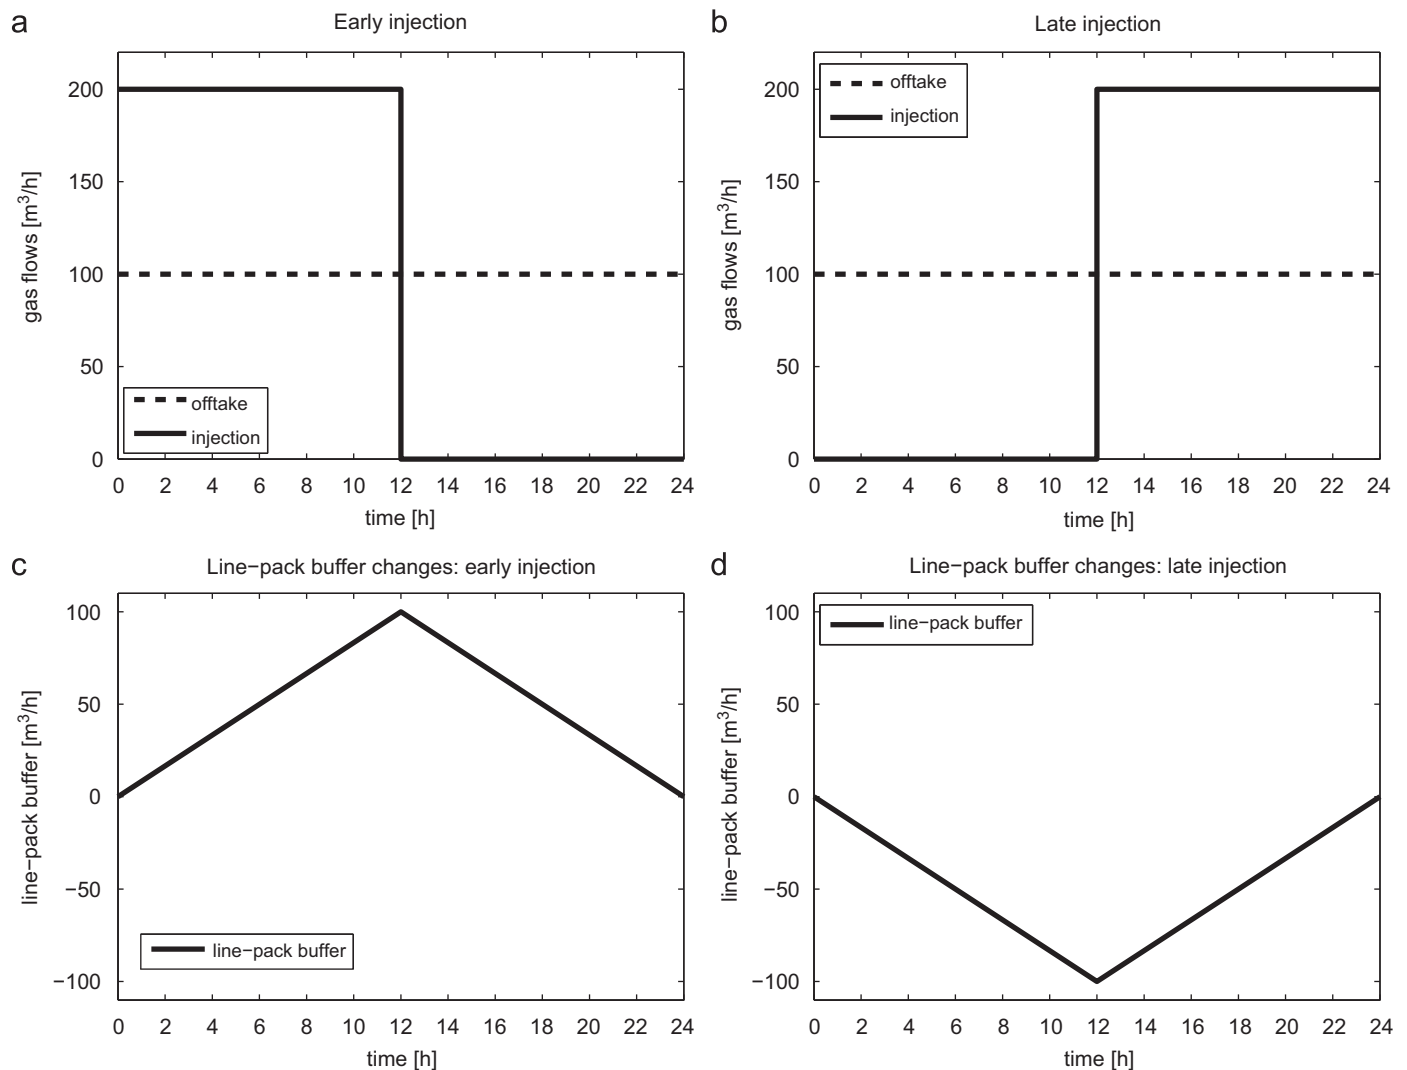 a
Early injection
gas flows [m³/h]
200
150
100
50
0
offtake
injection
0 2 4 6 8 10 12 14 16 18 20 22 24
time [h]
b
Late injection
gas flows [m³/h]
200
150
100
50
0
offtake
injection
0 2 4 6 8 10 12 14 16 18 20 22 24
time [h]
c
Line−pack buffer changes: early injection
line−pack buffer [m³/h]
100
50
0
−50
−100
line−pack buffer
0 2 4 6 8 10 12 14 16 18 20 22 24
time [h]
d
Line−pack buffer changes: late injection
line−pack buffer [m³/h]
100
50
0
−50
−100
line−pack buffer
0 2 4 6 8 10 12 14 16 18 20 22 24
time [h]